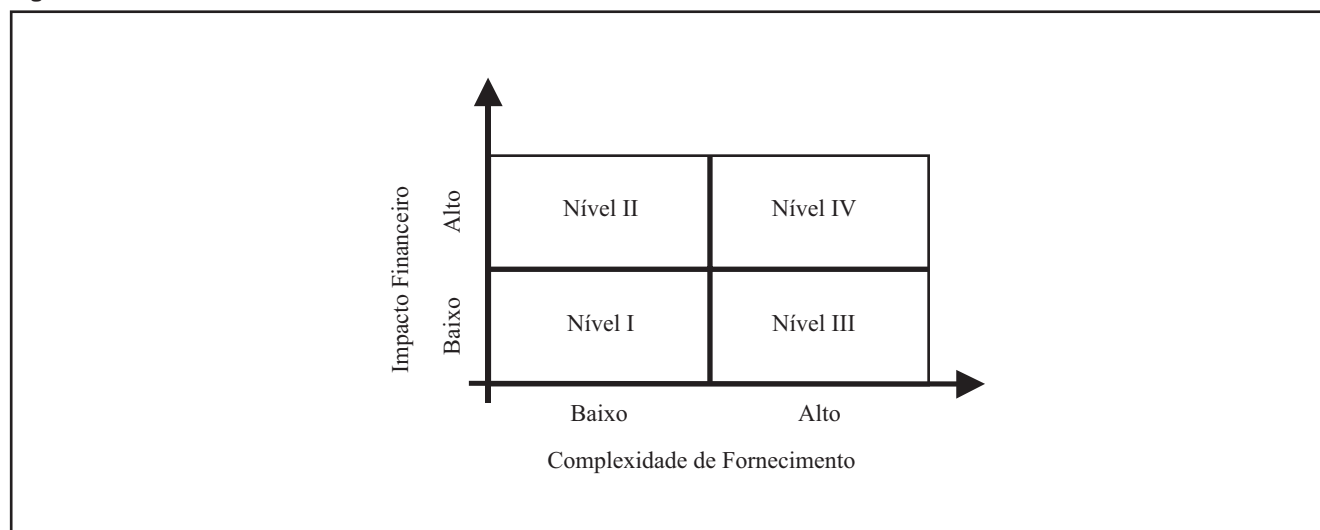 Impacto Financeiro
Alto
Baixo
Nível II
Nível IV
Nível I
Nível III
Baixo
Alto
Complexidade de Fornecimento